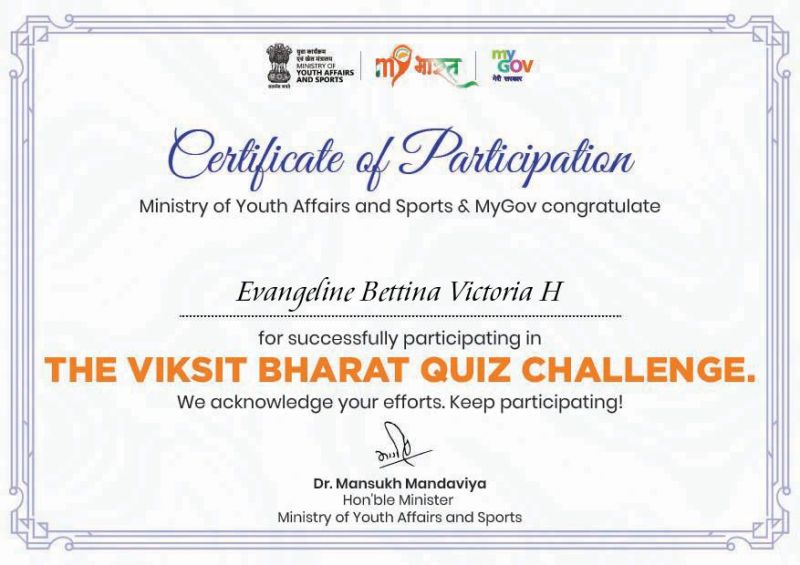 युवा कार्यक्रम
एवं खेल मंत्रालय
MINISTRY OF
YOUTH AFFAIRS
AND SPORTS
सत्यमेव जयते
my भारत
my
GOV
मेरी सरकार
Certificate of Participation
Ministry of Youth Affairs and Sports & MyGov congratulate
Evangeline Bettina Victoria H
for successfully participating in
THE VIKSIT BHARAT QUIZ CHALLENGE.
We acknowledge your efforts. Keep participating!
Dr. Mansukh Mandaviya
Hon'ble Minister
Ministry of Youth Affairs and Sports